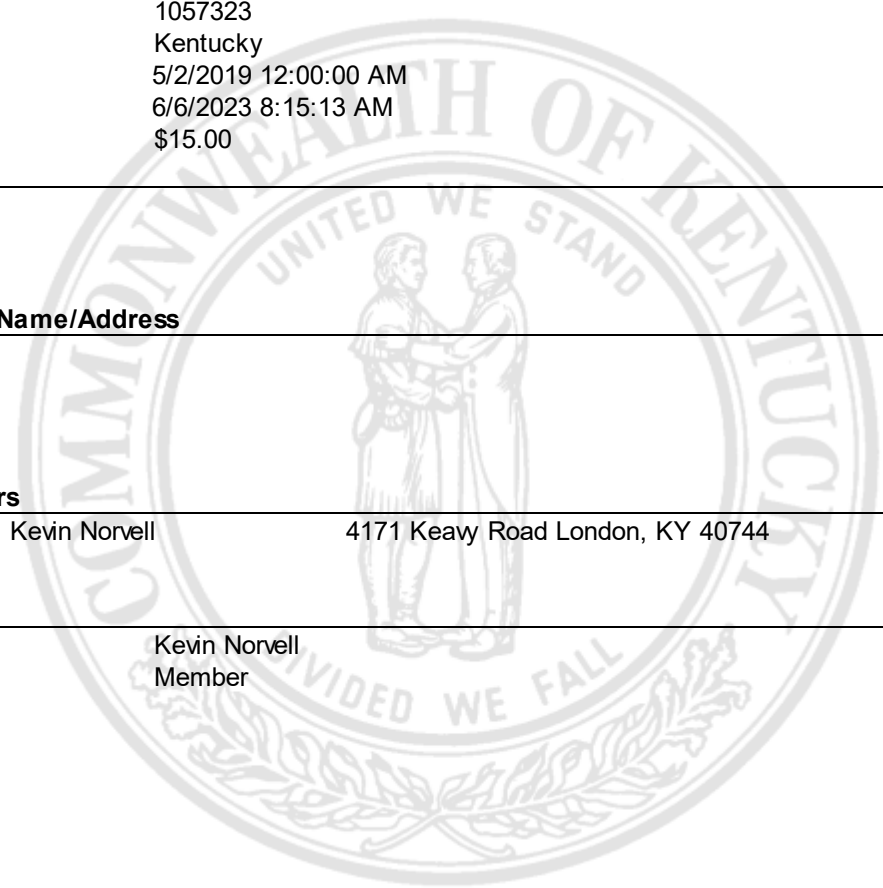 1057323
Kentucky
5/2/2019 12:00:00 AM
6/6/2023 8:15:13 AM
$15.00
Name/Address
rs
Kevin Norvell 4171 Keavy Road London, KY 40744
Kevin Norvell
Member
COMMONWEALTH OF KENTUCKY
UNITED WE STAND
DIVIDED WE FALL